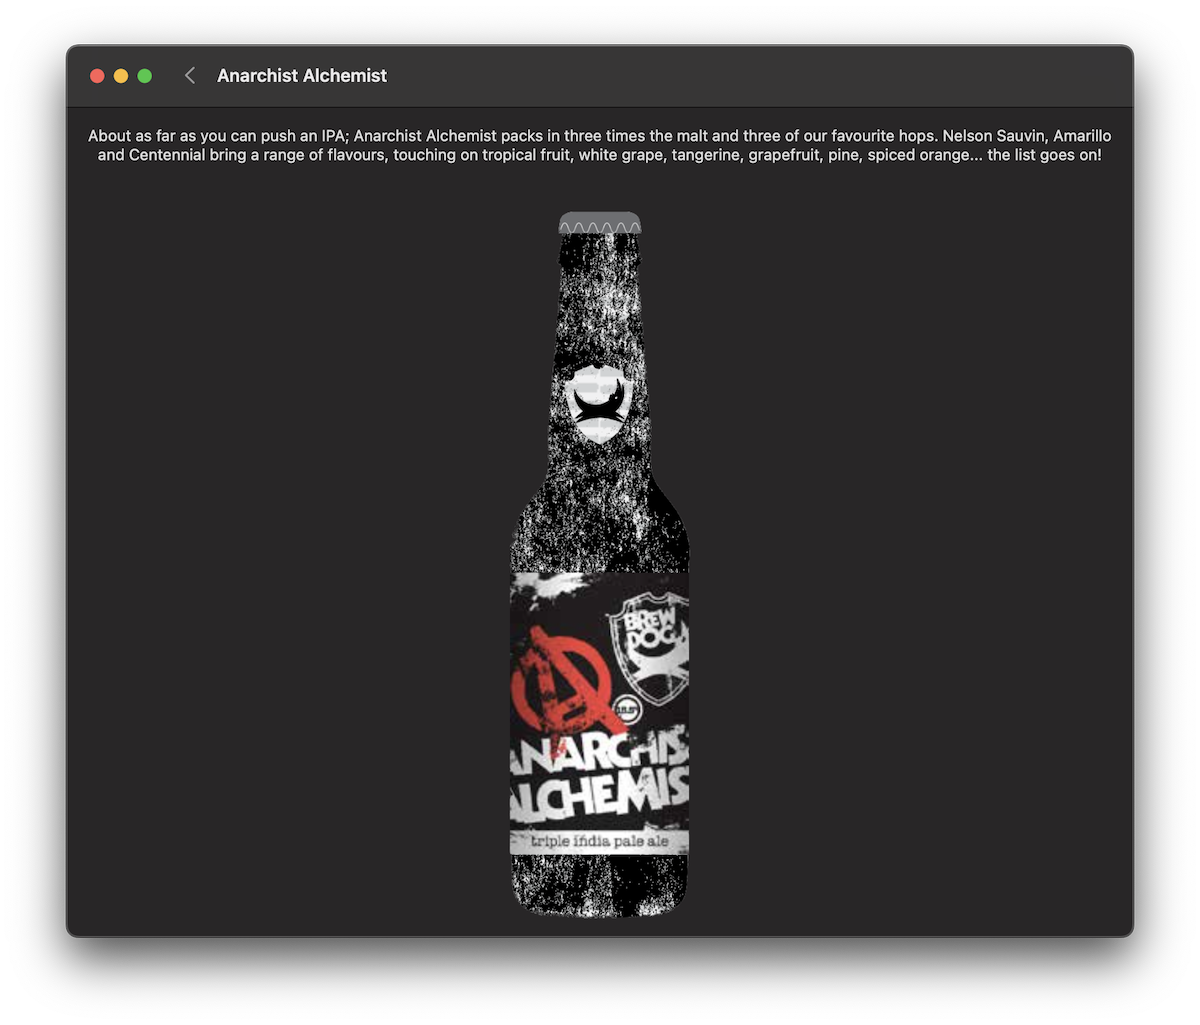 Anarchist Alchemist
About as far as you can push an IPA; Anarchist Alchemist packs in three times the malt and three of our favourite hops. Nelson Sauvin, Amarillo
and Centennial bring a range of flavours, touching on tropical fruit, white grape, tangerine, grapefruit, pine, spiced orange... the list goes on!
BREW
DOG
ANARCHIS
ALCHEMIS
triple india pale ale